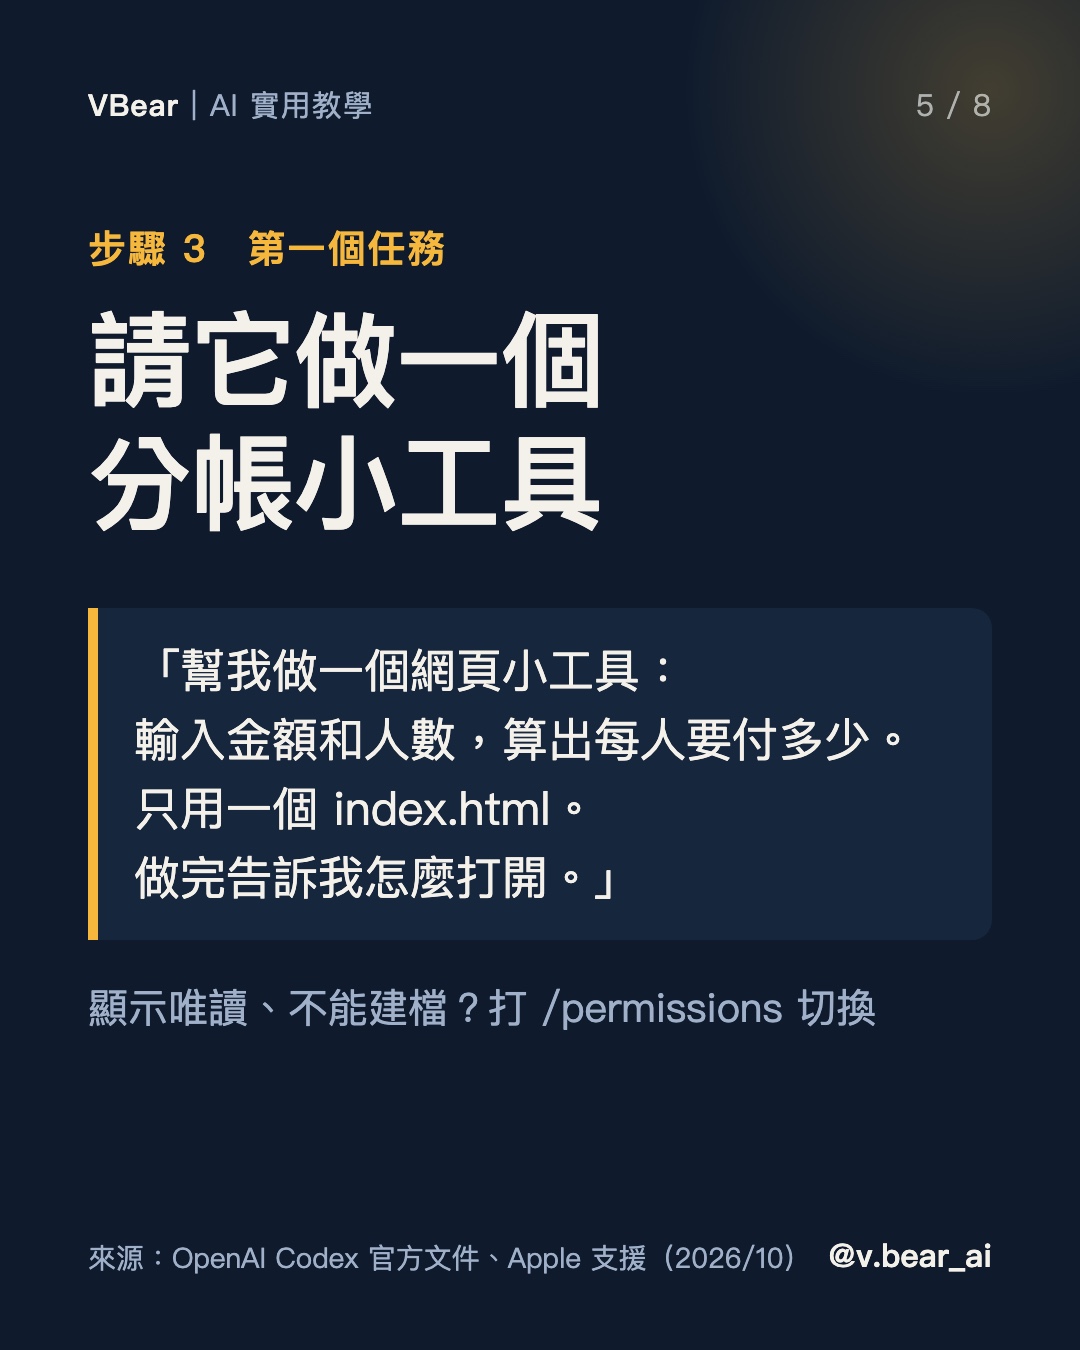 VBear | AI 實用教學
5 / 8
步驟 3 第一個任務
請它做一個
分帳小工具
「幫我做一個網頁小工具：
輸入金額和人數，算出每人要付多少。
只用一個 index.html。
做完告訴我怎麼打開。」
顯示唯讀、不能建檔？打 /permissions 切換
來源：OpenAI Codex 官方文件、Apple 支援（2026/10）
@v.bear_ai